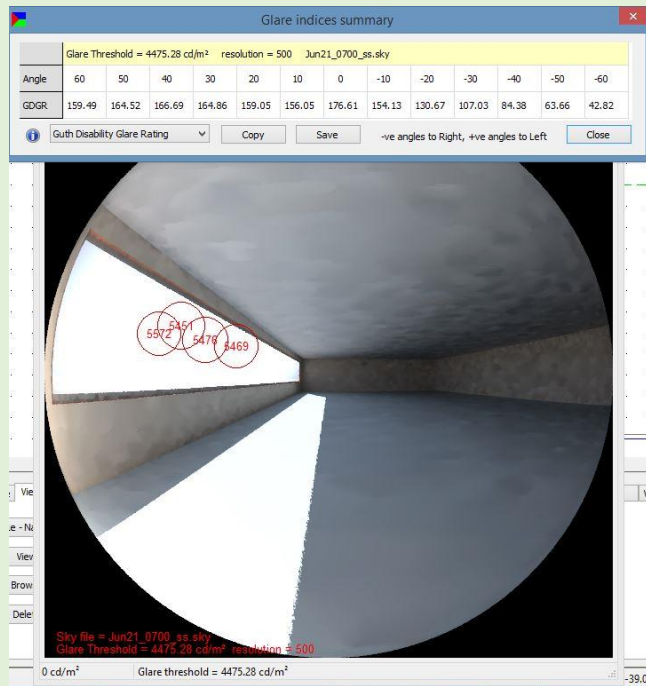 Glare indices summary
Glare Threshold = 4475.28 cd/m² resolution = 500 Jun21_0700_ss.sky
Angle 60 50 40 30 20 10 0 -10 -20 -30 -40 -50 -60
GDGR 159.49 164.52 166.69 164.86 159.05 156.05 176.61 154.13 130.67 107.03 84.38 63.66 42.82
Guth Disability Glare Rating Copy Save -ve angles to Right, +ve angles to Left Close
5451
5572
5476
5469
View
Brow
Sky file = Jun21_0700_ss.sky
Glare Threshold = 4475.28 cd/m² resolution = 500
0 cd/m² Glare threshold = 4475.28 cd/m²